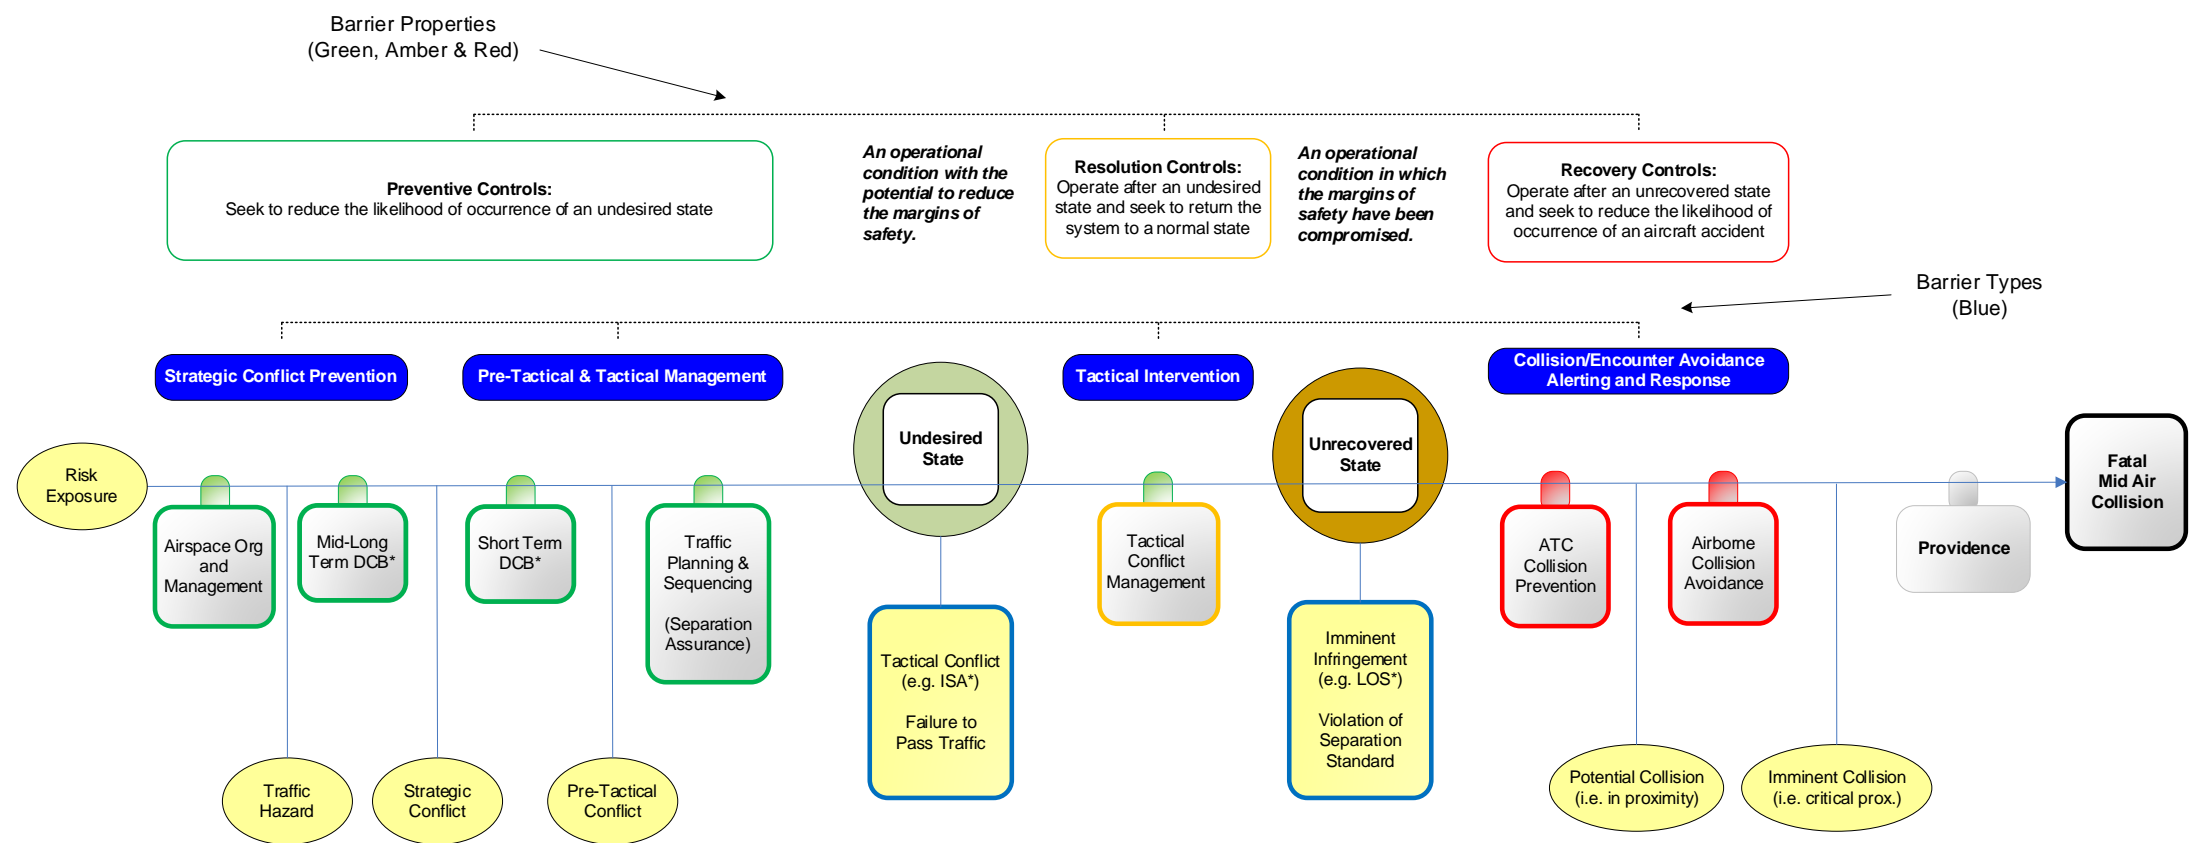 Barrier Properties
(Green, Amber & Red)
Preventive Controls:
Seek to reduce the likelihood of occurrence of an undesired state
An operational
condition with the
potential to reduce
the margins of
safety.
Resolution Controls:
Operate after an undesired
state and seek to return the
system to a normal state
An operational
condition in which
the margins of
safety have been
compromised.
Recovery Controls:
Operate after an unrecovered state
and seek to reduce the likelihood of
occurrence of an aircraft accident
Barrier Types
(Blue)
Strategic Conflict Prevention
Pre-Tactical & Tactical Management
Tactical Intervention
Collision/Encounter Avoidance
Alerting and Response
Undesired
State
Unrecovered
State
Risk
Exposure
Fatal
Mid Air
Collision
Airspace Org
and
Management
Mid-Long
Term DCB*
Short Term
DCB*
Traffic
Planning &
Sequencing
(Separation
Assurance)
Tactical
Conflict
Management
ATC
Collision
Prevention
Airborne
Collision
Avoidance
Providence
Tactical Conflict
(e.g. ISA*)
Failure to
Pass Traffic
Imminent
Infringement
(e.g. LOS*)
Violation of
Separation
Standard
Traffic
Hazard
Strategic
Conflict
Pre-Tactical
Conflict
Potential Collision
(i.e. in proximity)
Imminent Collision
(i.e. critical prox.)